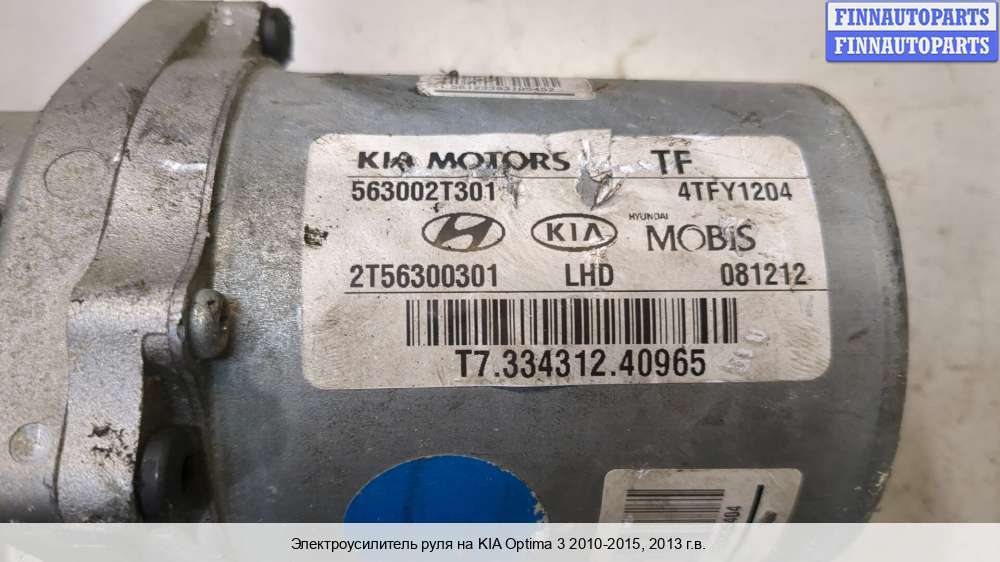 FINNAUTOPARTS
FINNAUTOPARTS
KIA MOTORS TF
563002T301 4TFY1204
KIA HYUNDAI MOBIS
2T56300301 LHD 081212
T7.334312.40965
Электроусилитель руля на KIA Optima 3 2010-2015, 2013 г.в.